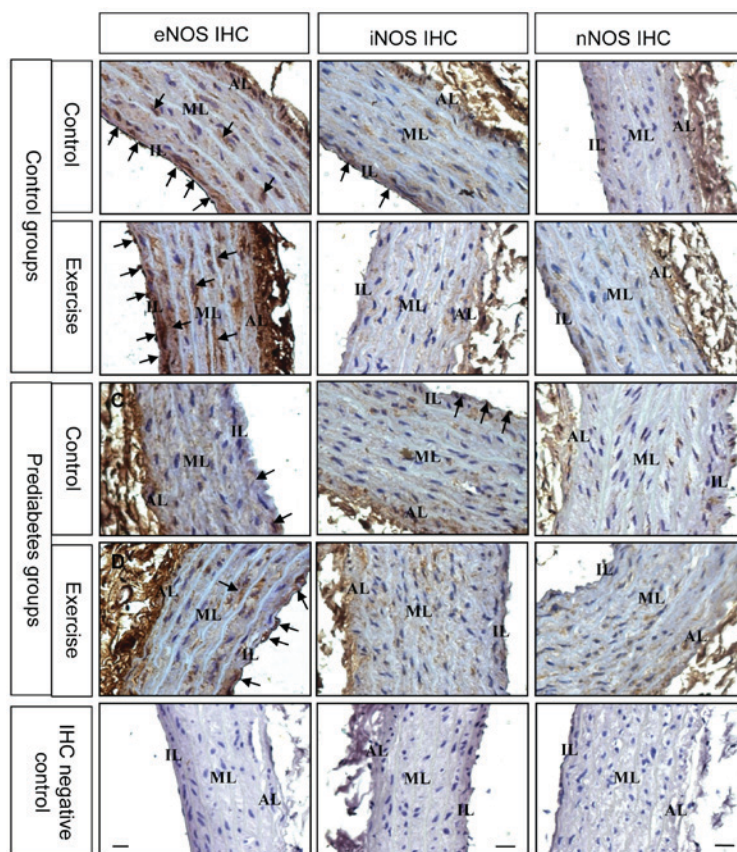 eNOS IHC
iNOS IHC
nNOS IHC
Control groups
Control
AL
ML
IL
AL
ML
IL
IL
ML
AL
Exercise
IL
ML
AL
IL
ML
AL
IL
ML
AL
Prediabetes groups
Control
C
IL
ML
AL
IL
ML
AL
AL
ML
IL
Exercise
D
AL
ML
IL
AL
ML
IL
IL
ML
AL
IHC negative control
IL
ML
AL
AL
ML
IL
IL
ML
AL